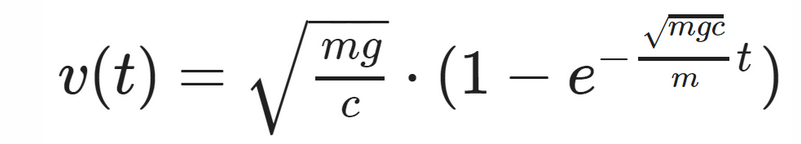 v(t) = √(mg/c) · (1 − e^(−(√(mgc)/m)t))